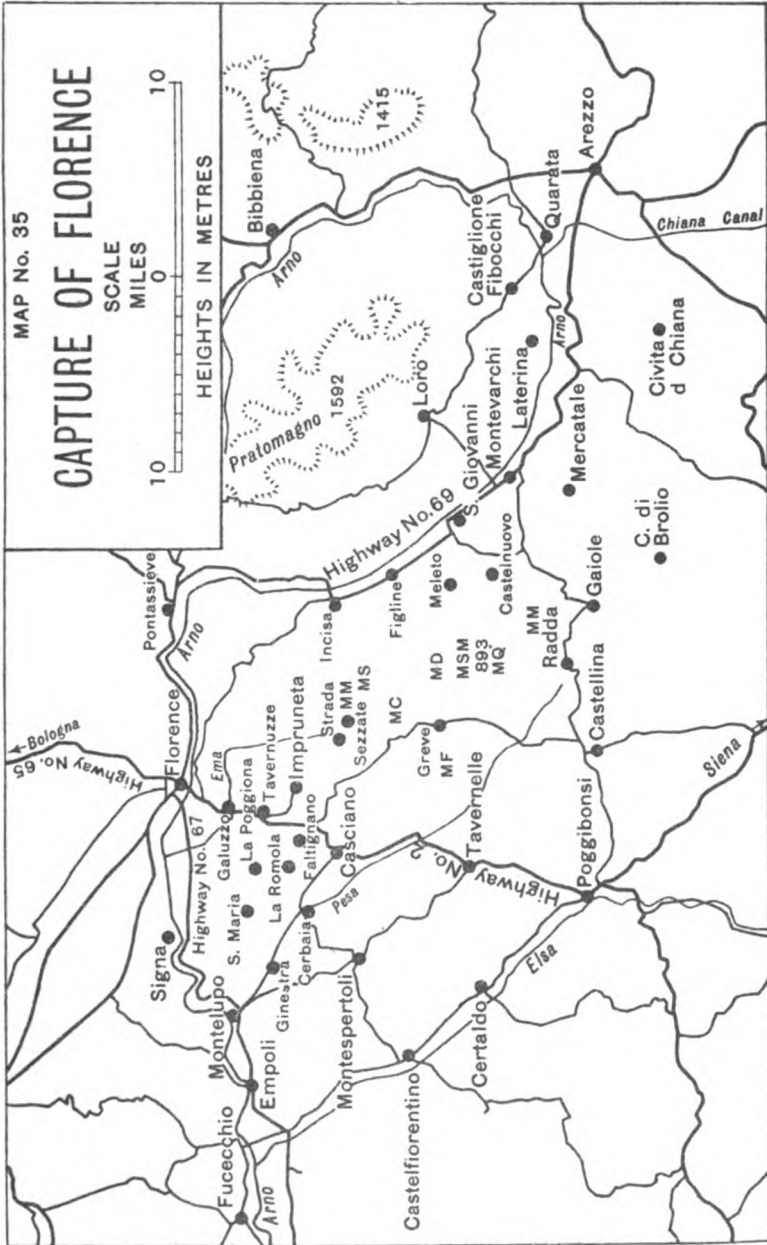 MAP No. 35
CAPTURE OF FLORENCE
SCALE
MILES
10 0 10
HEIGHTS IN METRES
Bologna
Highway No. 65
Florence
Pontassieve
Arno
Signa
Highway No. 67
Ema
Galuzzo
La Poggiona
Tavernuzze
S. Maria
Montelupo
La Romola
Impruneta
Faltignano
Ginestra
Cerbaia
Casciano
Pesa
Fucecchio
Arno
Empoli
Montespertoli
Strada
MM
Sezzate MS
Incisa
Highway No. 69
Figline
MC
Greve
MF
MD
Meleto
MSM
893
MQ
Castelnuovo
S. Giovanni
Montevarchi
Loro
Pratomagno
1592
Bibbiena
Arno
1415
Castiglione
Fibocchi
Laterina
Quarata
Arno
Arezzo
Chiana Canal
Castelfiorentino
Certaldo
Tavernelle
Highway No. 2
Elsa
Poggibonsi
Castellina
MM
Radda
Gaiole
Mercatale
C. di
Brolio
Civita
d Chiana
Siena